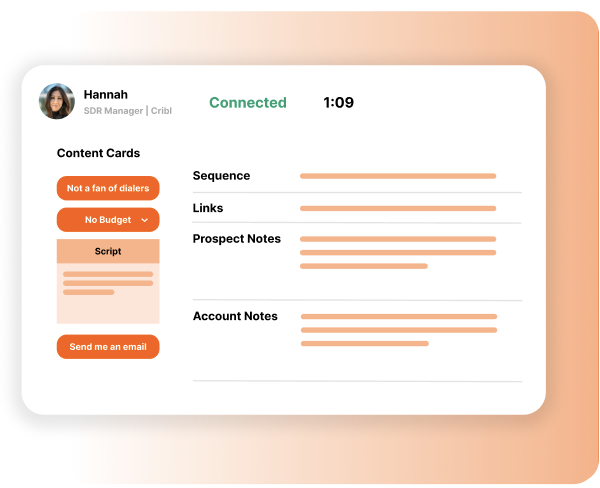 Hannah
SDR Manager | Cribl
Connected
1:09
Content Cards
Not a fan of dialers
No Budget
Script
Send me an email
Sequence
Links
Prospect Notes
Account Notes